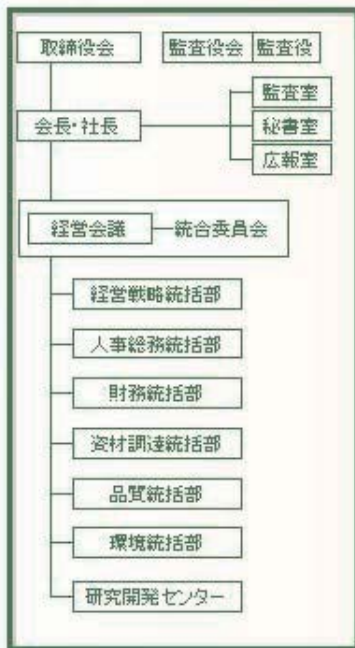 取締役会 監査役会 監査役
監査室
会長・社長 秘書室
広報室
経営会議 統合委員会
経営戦略統括部
人事総務統括部
財務統括部
資材調達統括部
品質統括部
環境統括部
研究開発センター